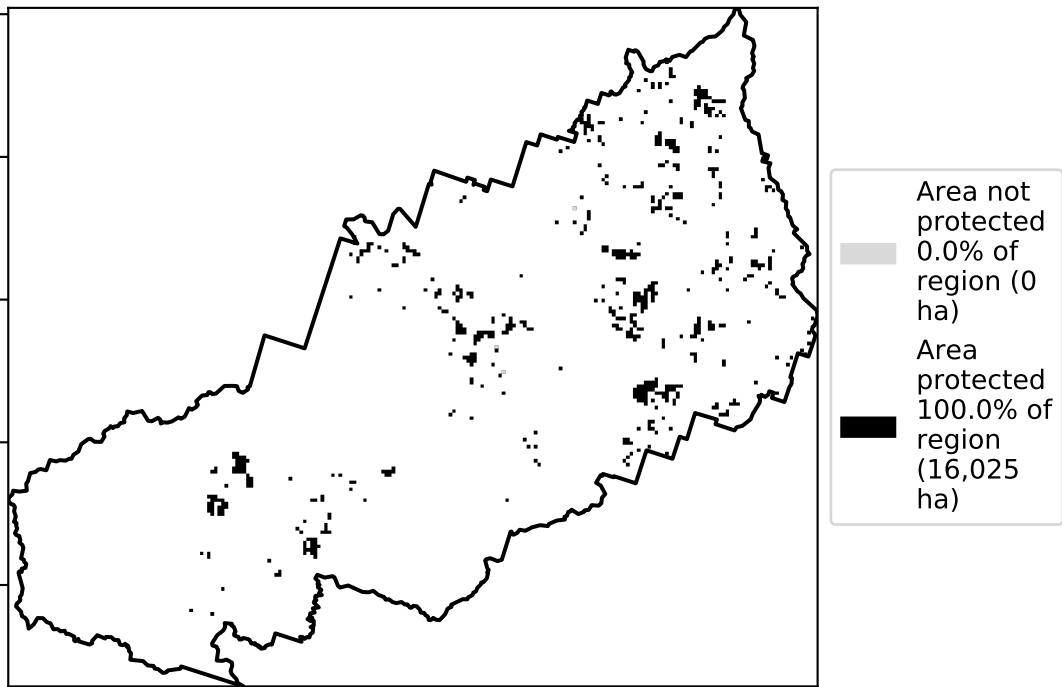 Area not
protected
0.0% of
region (0
ha)
Area
protected
100.0% of
region
(16,025
ha)